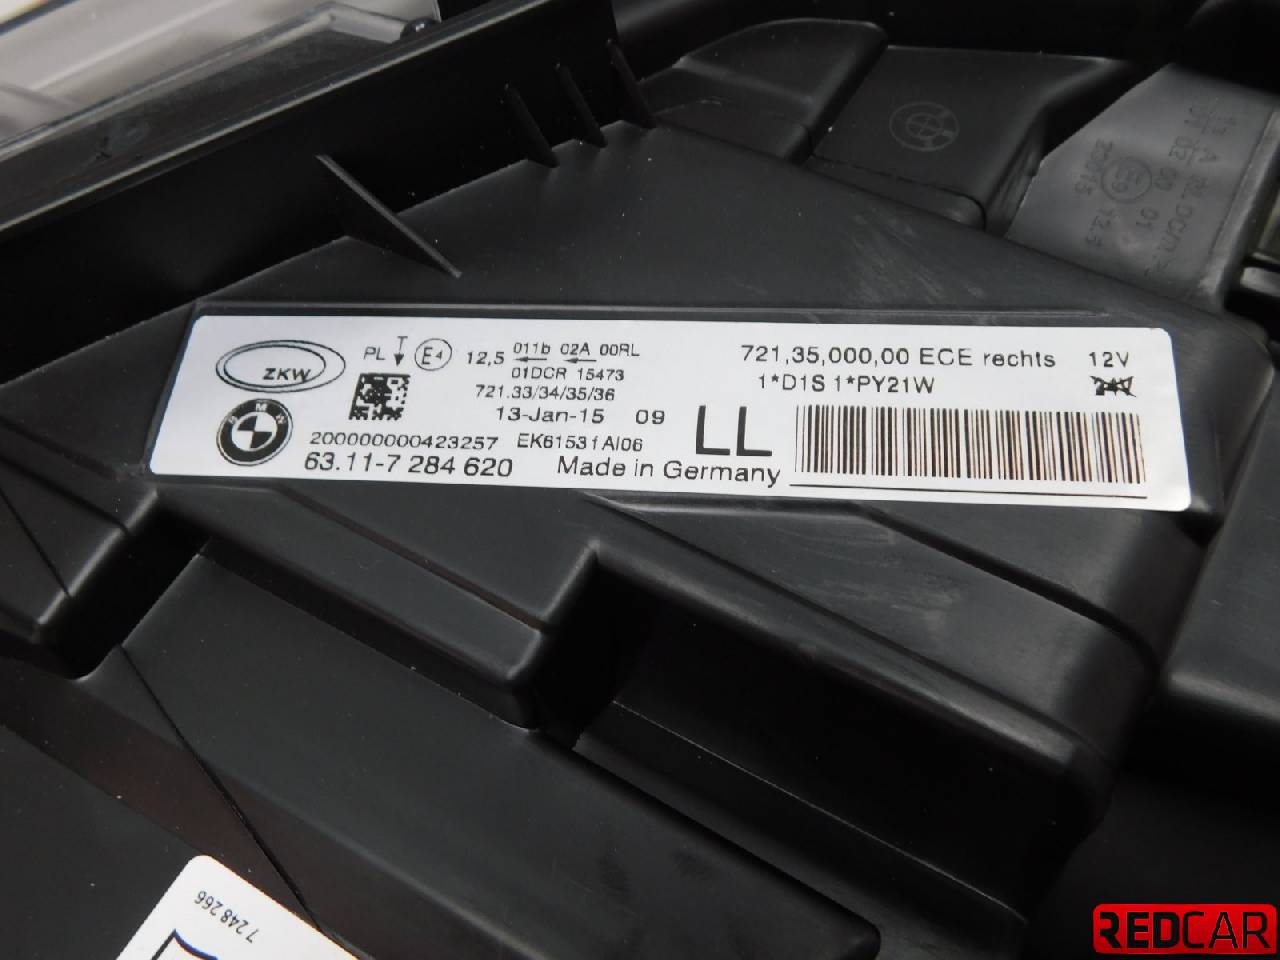 ZKW
BMW
PL T E4 12,5 011b 02A 00RL
01DCR 15473
721.33/34/35/36
13-Jan-15 09
200000000423257 EK61531AI06
63.11-7 284 620 Made in Germany
LL
721,35,000,00 ECE rechts 12V
1*D1S 1*PY21W 24V
7 248 266
REDCAR